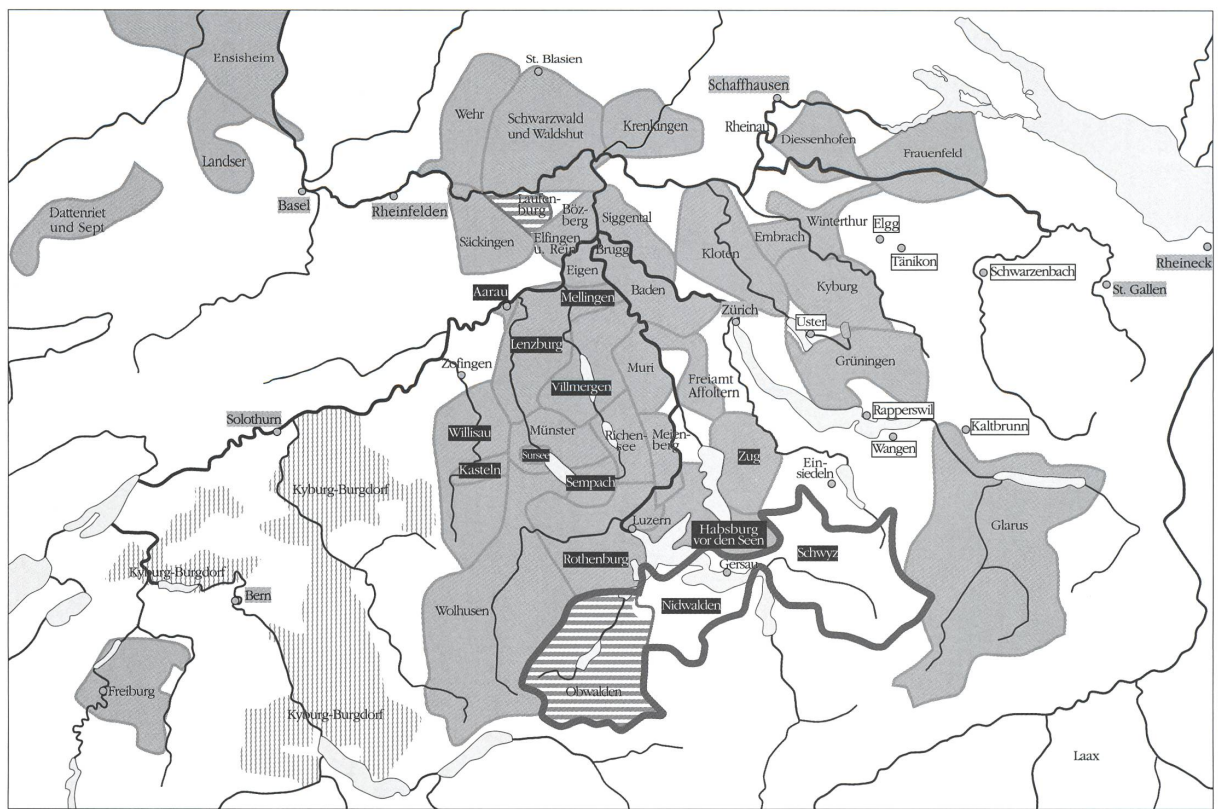 Ensisheim
St. Blasien
Schaffhausen
Wehr
Schwarzwald
und Waldshut
Krenkingen
Rheinau
Diessenhofen
Frauenfeld
Landser
Basel
Rheinfelden
Laufen-
burg
Böz-
berg
Siggental
Dattenriet
und Sept
Säckingen
Elfingen
u. Rein
Brugg
Kloten
Embrach
Winterthur
Elgg
Tänikon
Rheineck
Eigen
Baden
Kyburg
Schwarzenbach
St. Gallen
Aarau
Mellingen
Zürich
Uster
Lenzburg
Zofingen
Villmergen
Muri
Freiamt
Affoltern
Grüningen
Solothurn
Willisau
Münster
Richen-
see
Meien-
berg
Rapperswil
Kaltbrunn
Wangen
Kasteln
Sursee
Sempach
Zug
Ein-
siedeln
Kyburg-Burgdorf
Luzern
Habsburg
vor den Seen
Glarus
Rothenburg
Schwyz
Gersau
Kyburg-Burgdorf
Bern
Wolhusen
Nidwalden
Freiburg
Obwalden
Kyburg-Burgdorf
Laax